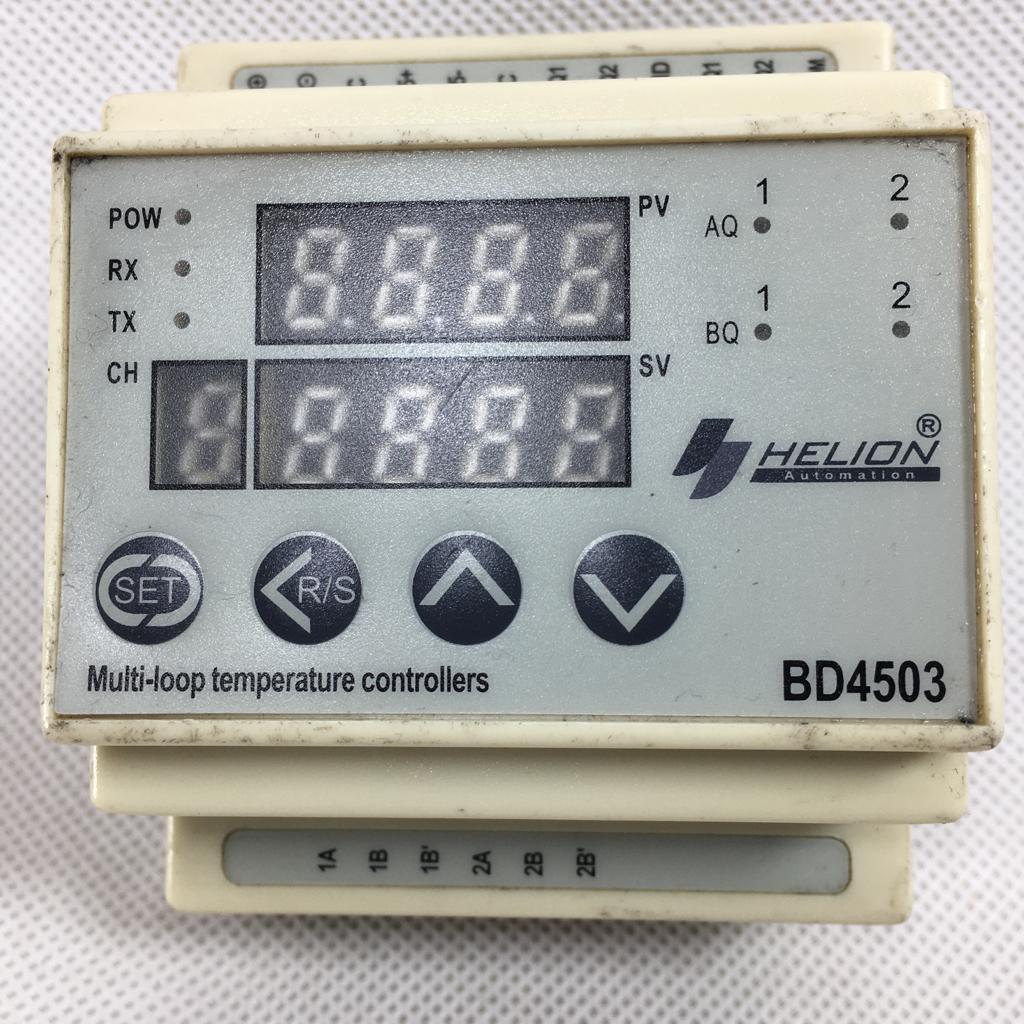 POW
RX
TX
CH
PV
SV
1 2
AQ
1 2
BQ
HELION®
Automation
SET
R/S
Multi-loop temperature controllers
BD4503
1A 1B 1B' 2A 2B 2B'